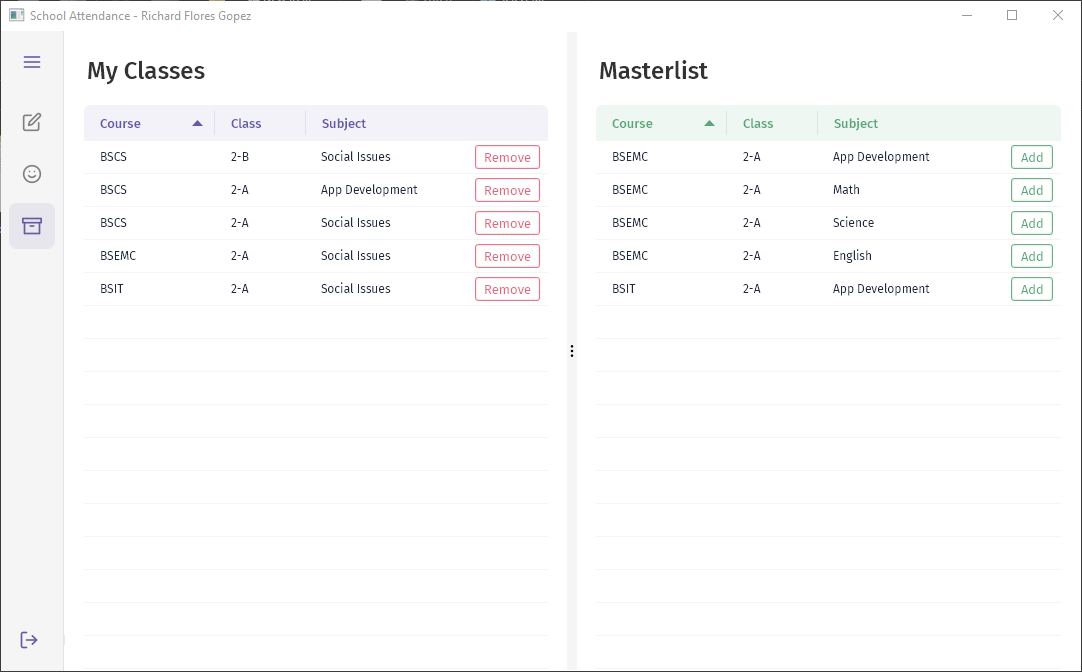 School Attendance - Richard Flores Gopez
My Classes
Course Class Subject
BSCS 2-B Social Issues Remove
BSCS 2-A App Development Remove
BSCS 2-A Social Issues Remove
BSEMC 2-A Social Issues Remove
BSIT 2-A Social Issues Remove
Masterlist
Course Class Subject
BSEMC 2-A App Development Add
BSEMC 2-A Math Add
BSEMC 2-A Science Add
BSEMC 2-A English Add
BSIT 2-A App Development Add